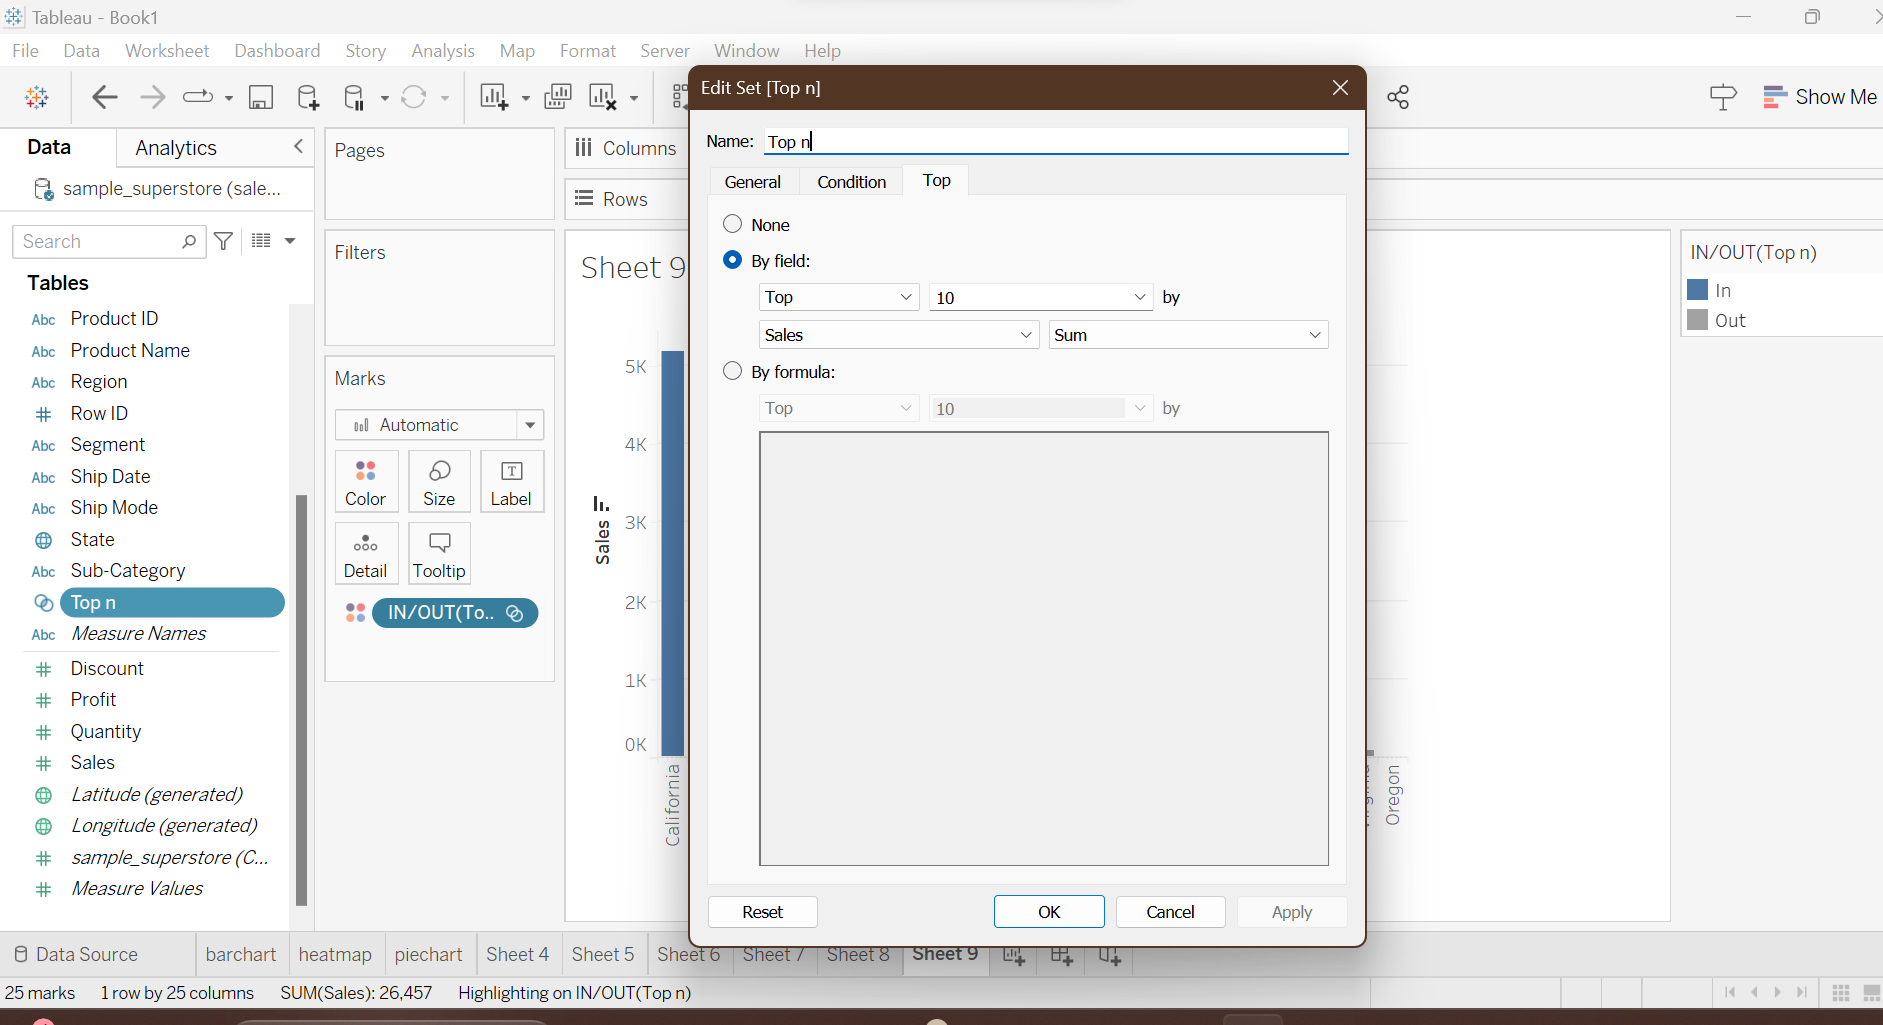 Tableau - Book1
File Data Worksheet Dashboard Story Analysis Map Format Server Window Help
Show Me
Data Analytics
sample_superstore (sale...
Search
Tables
Abc Product ID
Abc Product Name
Abc Region
# Row ID
Abc Segment
Abc Ship Date
Abc Ship Mode
State
Abc Sub-Category
Top n
Abc Measure Names
# Discount
# Profit
# Quantity
# Sales
Latitude (generated)
Longitude (generated)
# sample_superstore (C...
# Measure Values
Pages
Filters
Marks
Automatic
Color Size Label
Detail Tooltip
IN/OUT(To..
Columns
Rows
Sheet 9
5K
4K
3K
2K
1K
0K
Sales
California
Oregon
Edit Set [Top n]
Name: Top n
General Condition Top
None
By field:
Top 10 by
Sales Sum
By formula:
Top 10 by
Reset OK Cancel Apply
IN/OUT(Top n)
In
Out
Data Source barchart heatmap piechart Sheet 4 Sheet 5 Sheet 6 Sheet 7 Sheet 8 Sheet 9
25 marks 1 row by 25 columns SUM(Sales): 26,457 Highlighting on IN/OUT(Top n)